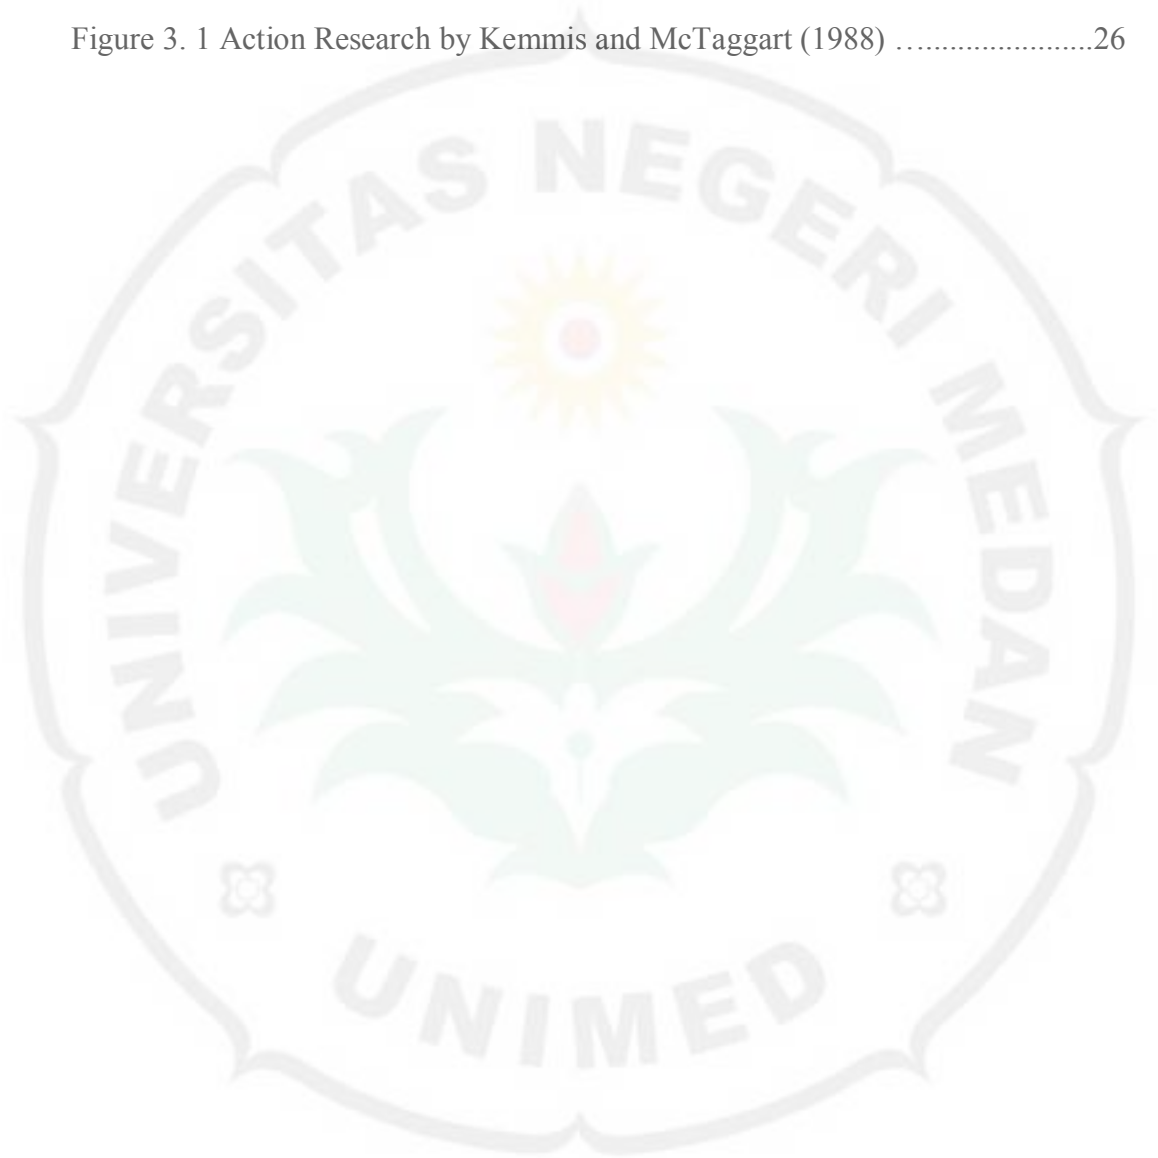 Figure 3. 1 Action Research by Kemmis and McTaggart (1988) ….......................26
UNIVERSITAS NEGERI MEDAN
UNIMED